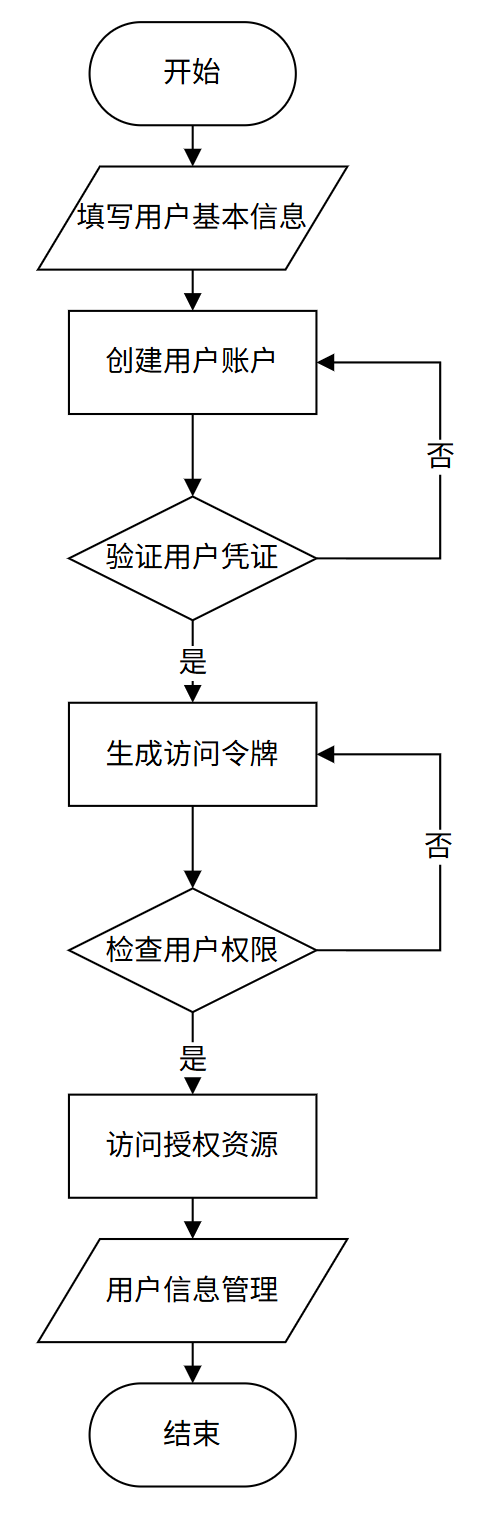 开始
填写用户基本信息
创建用户账户
否
验证用户凭证
是
生成访问令牌
否
检查用户权限
是
访问授权资源
用户信息管理
结束